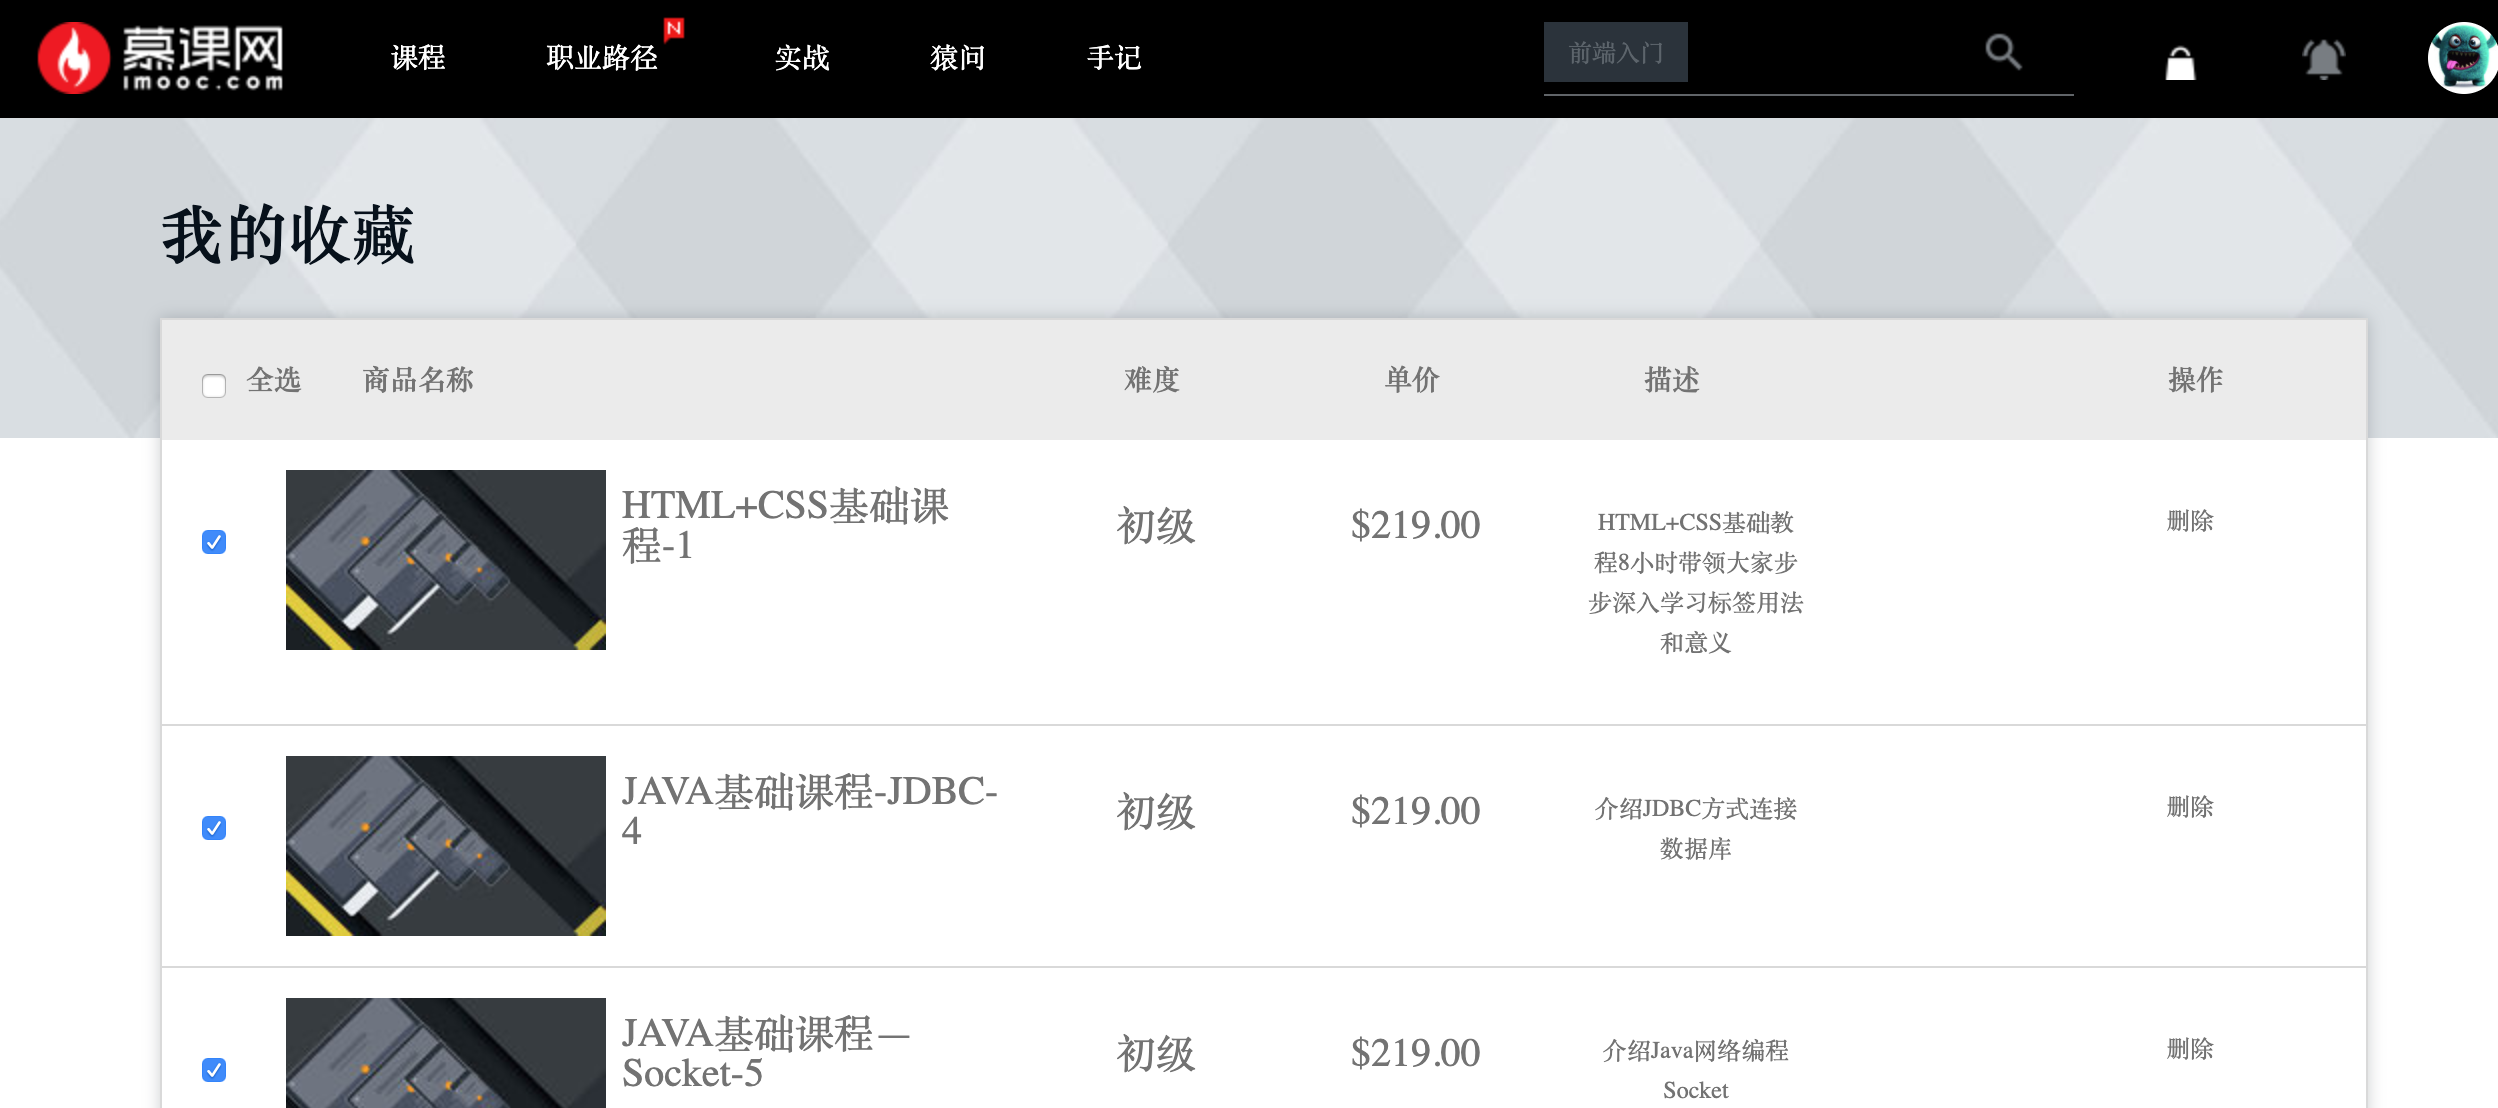 慕课网
imooc.com
课程
职业路径
N
实战
猿问
手记
前端入门
我的收藏
全选
商品名称
难度
单价
描述
操作
HTML+CSS基础课
程-1
初级
$219.00
HTML+CSS基础教
程8小时带领大家步
步深入学习标签用法
和意义
删除
JAVA基础课程-JDBC-
4
初级
$219.00
介绍JDBC方式连接
数据库
删除
JAVA基础课程—
Socket-5
初级
$219.00
介绍Java网络编程
Socket
删除